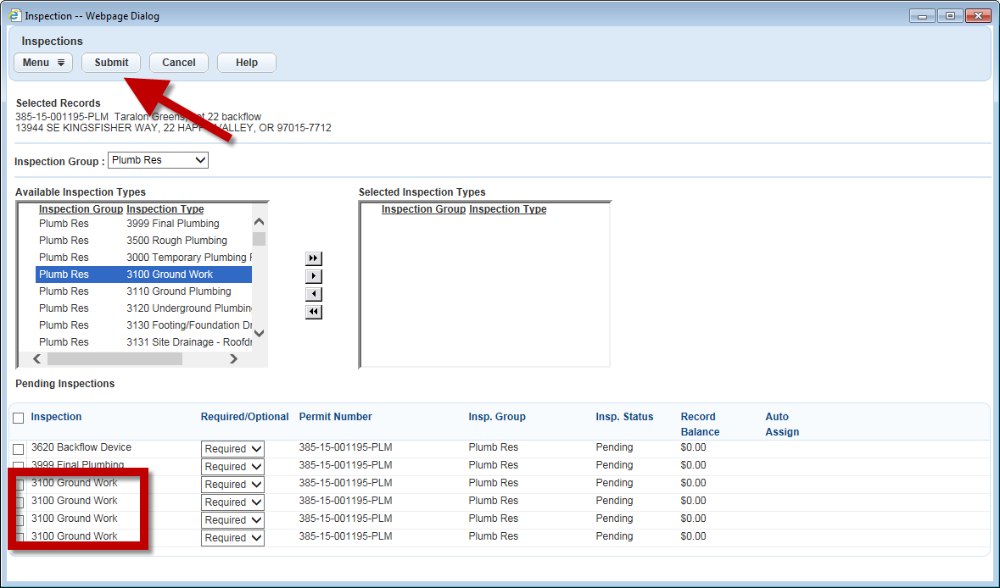 Inspection -- Webpage Dialog
Inspections
Menu Submit Cancel Help
Selected Records
385-15-001195-PLM Taralon Greens, 22 backflow
13944 SE KINGSFISHER WAY, 22 VALLEY, OR 97015-7712
Inspection Group : Plumb Res
Available Inspection Types Selected Inspection Types
Inspection Group Inspection Type Inspection Group Inspection Type
Plumb Res 3999 Final Plumbing
Plumb Res 3500 Rough Plumbing
Plumb Res 3000 Temporary Plumbing
Plumb Res 3100 Ground Work
Plumb Res 3110 Ground Plumbing
Plumb Res 3120 Underground Plumbing
Plumb Res 3130 Footing/Foundation
Plumb Res 3131 Site Drainage -
Pending Inspections
Inspection Required/Optional Permit Number Insp. Group Insp. Status Record Balance Auto Assign
3620 Backflow Device Required 385-15-001195-PLM Plumb Res Pending $0.00
3999 Final Plumbing Required 385-15-001195-PLM Plumb Res Pending $0.00
3100 Ground Work Required 385-15-001195-PLM Plumb Res Pending $0.00
3100 Ground Work Required 385-15-001195-PLM Plumb Res Pending $0.00
3100 Ground Work Required 385-15-001195-PLM Plumb Res Pending $0.00
3100 Ground Work Required 385-15-001195-PLM Plumb Res Pending $0.00